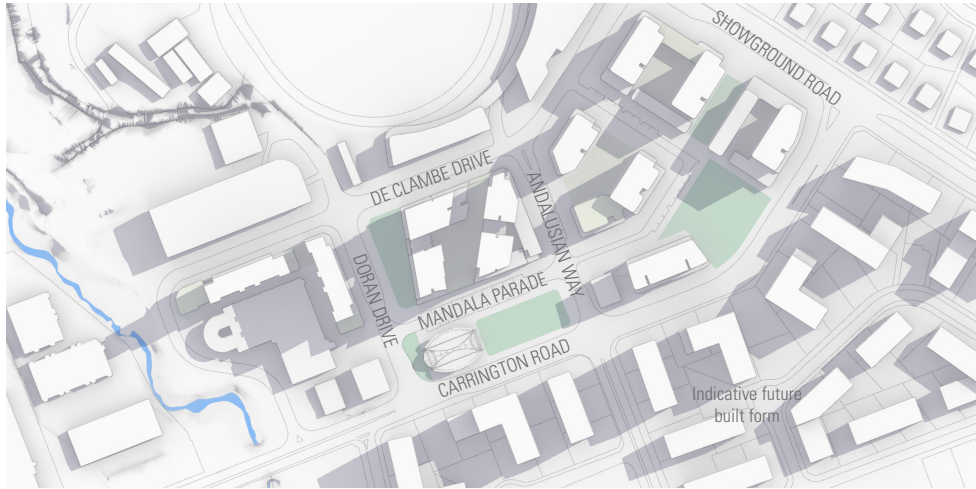 SHOWGROUND ROAD
DE CLAMBE DRIVE
ANDALUSIAN WAY
DORAN DRIVE
MANDALA PARADE
CARRINGTON ROAD
Indicative future
built form